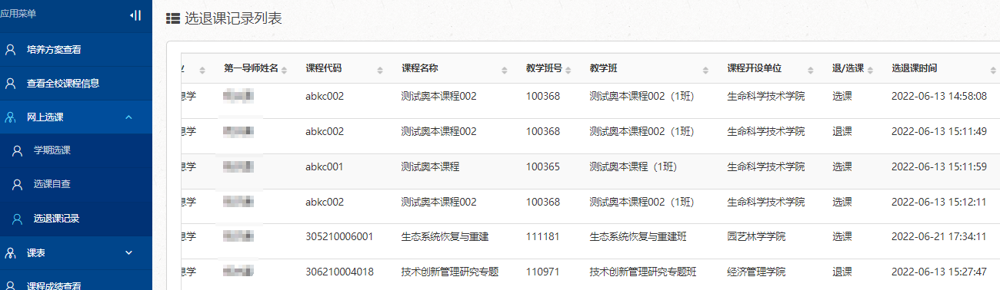 应用菜单
培养方案查看
查看全校课程信息
网上选课
学期选课
选课自查
选退课记录
课表
课程成绩查看
选退课记录列表
第一导师姓名 课程代码 课程名称 教学班号 教学班 课程开设单位 退/选课 选退课时间
息学 abkc002 测试奥本课程002 100368 测试奥本课程002（1班） 生命科学技术学院 选课 2022-06-13 14:58:08
息学 abkc002 测试奥本课程002 100368 测试奥本课程002（1班） 生命科学技术学院 退课 2022-06-13 15:11:49
息学 abkc001 测试奥本课程 100365 测试奥本课程（1班） 生命科学技术学院 选课 2022-06-13 15:11:59
息学 abkc002 测试奥本课程002 100368 测试奥本课程002（1班） 生命科学技术学院 选课 2022-06-13 15:12:11
息学 305210006001 生态系统恢复与重建 111181 生态系统恢复与重建班 园艺林学学院 选课 2022-06-21 17:34:11
息学 306210004018 技术创新管理研究专题 110971 技术创新管理研究专题班 经济管理学院 退课 2022-06-13 15:27:47